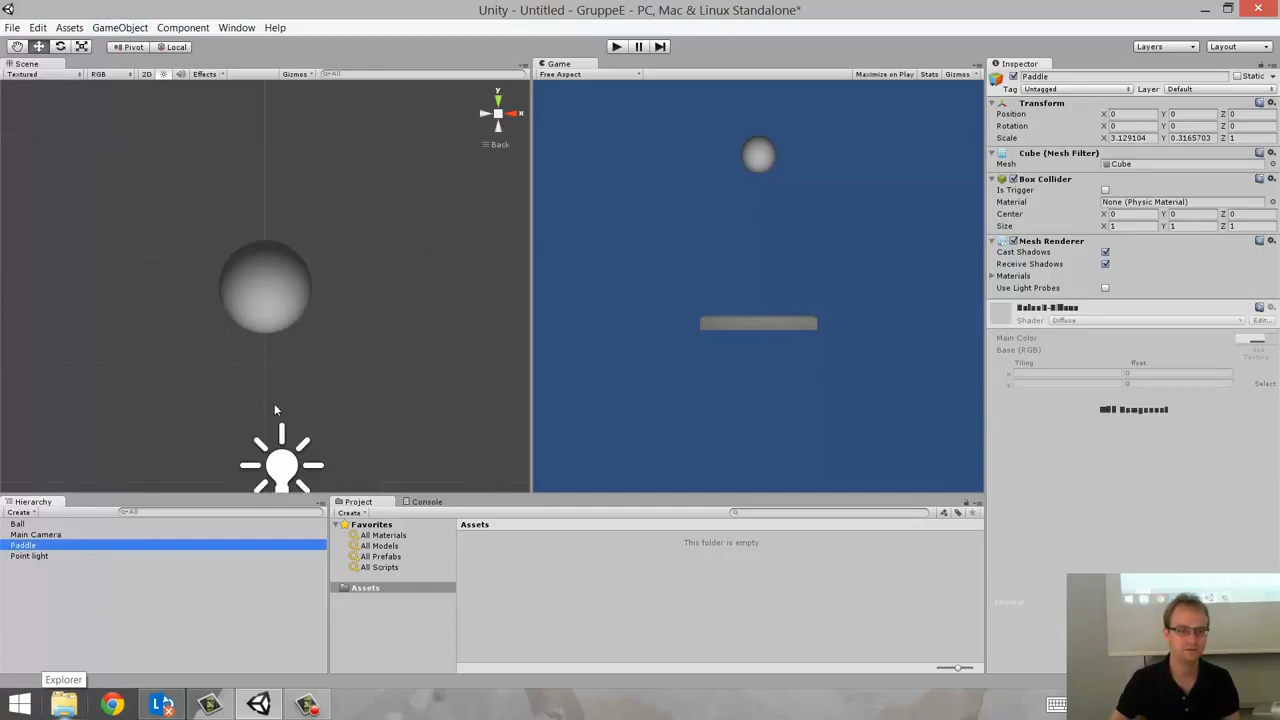 Unity - Untitled - GruppeE - PC, Mac & Linux Standalone*
File Edit Assets GameObject Component Window Help
Pivot Local Layers Layout
Scene Game Inspector
Textured RGB 2D Effects Gizmos All Free Aspect Maximize on Play Stats Gizmos Paddle Static
Tag Untagged Layer Default
y
x
Back
Transform
Position X 0 Y 0 Z 0
Rotation X 0 Y 0 Z 0
Scale X 3.129104 Y 0.3165703 Z 1
Cube (Mesh Filter)
Mesh Cube
Box Collider
Is Trigger
Material None (Physic Material)
Center X 0 Y 0 Z 0
Size X 1 Y 1 Z 1
Mesh Renderer
Cast Shadows
Receive Shadows
Materials
Use Light Probes
Shader Diffuse Edit...
Main Color
Base (RGB)
Tiling ffset
x 0
y 0 Select
Hierarchy Project Console
Create All Create
Ball
Main Camera
Paddle
Point light
Favorites
All Materials
All Models
All Prefabs
All Scripts
Assets
Assets
This folder is empty
Explorer